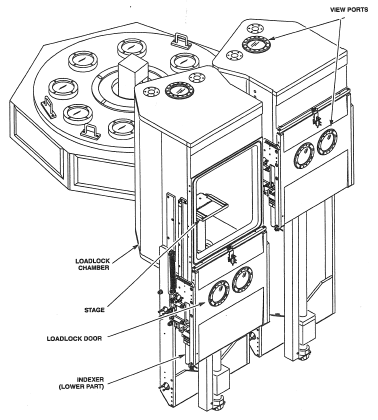 VIEW PORTS
LOADLOCK
CHAMBER
STAGE
LOADLOCK DOOR
INDEXER
(LOWER PART)